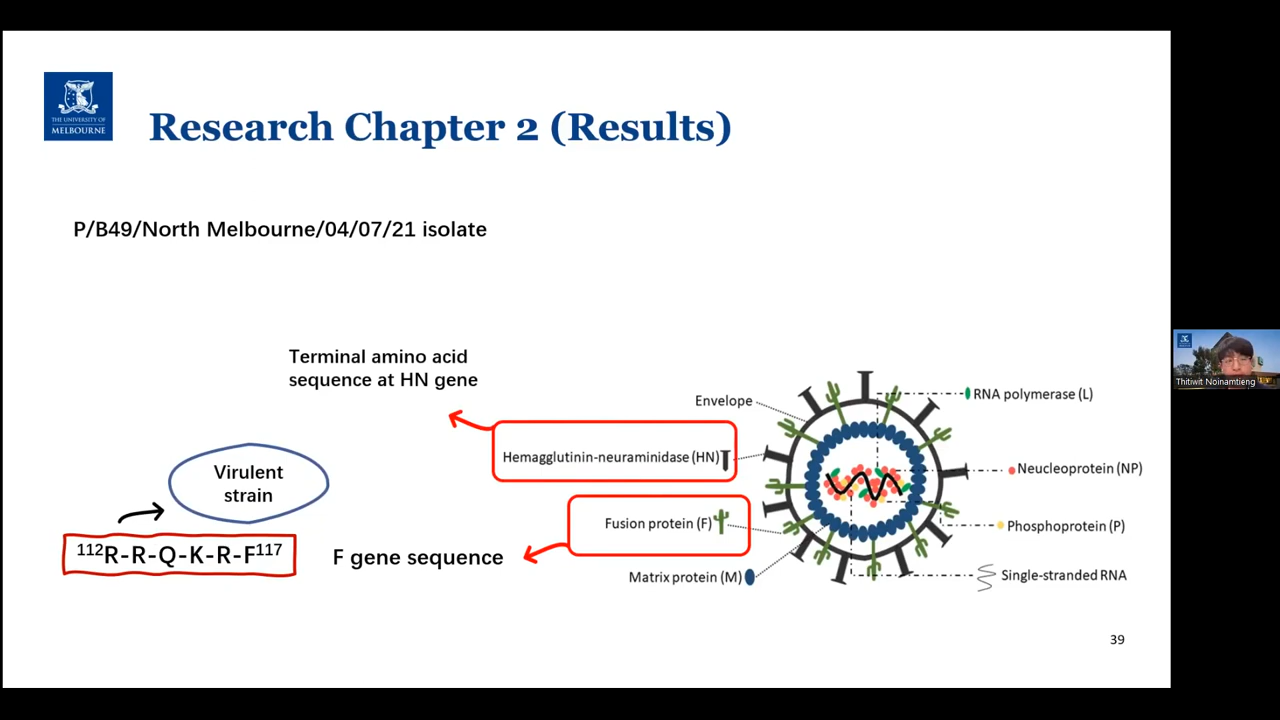 THE UNIVERSITY OF
MELBOURNE
Research Chapter 2 (Results)
P/B49/North Melbourne/04/07/21 isolate
Terminal amino acid
sequence at HN gene
Envelope
RNA polymerase (L)
Hemagglutinin-neuraminidase (HN)
Neucleoprotein (NP)
Virulent
strain
Fusion protein (F)
Phosphoprotein (P)
¹¹²R-R-Q-K-R-F¹¹⁷
F gene sequence
Matrix protein (M)
Single-stranded RNA
39
Thitiwit Noinamtieng